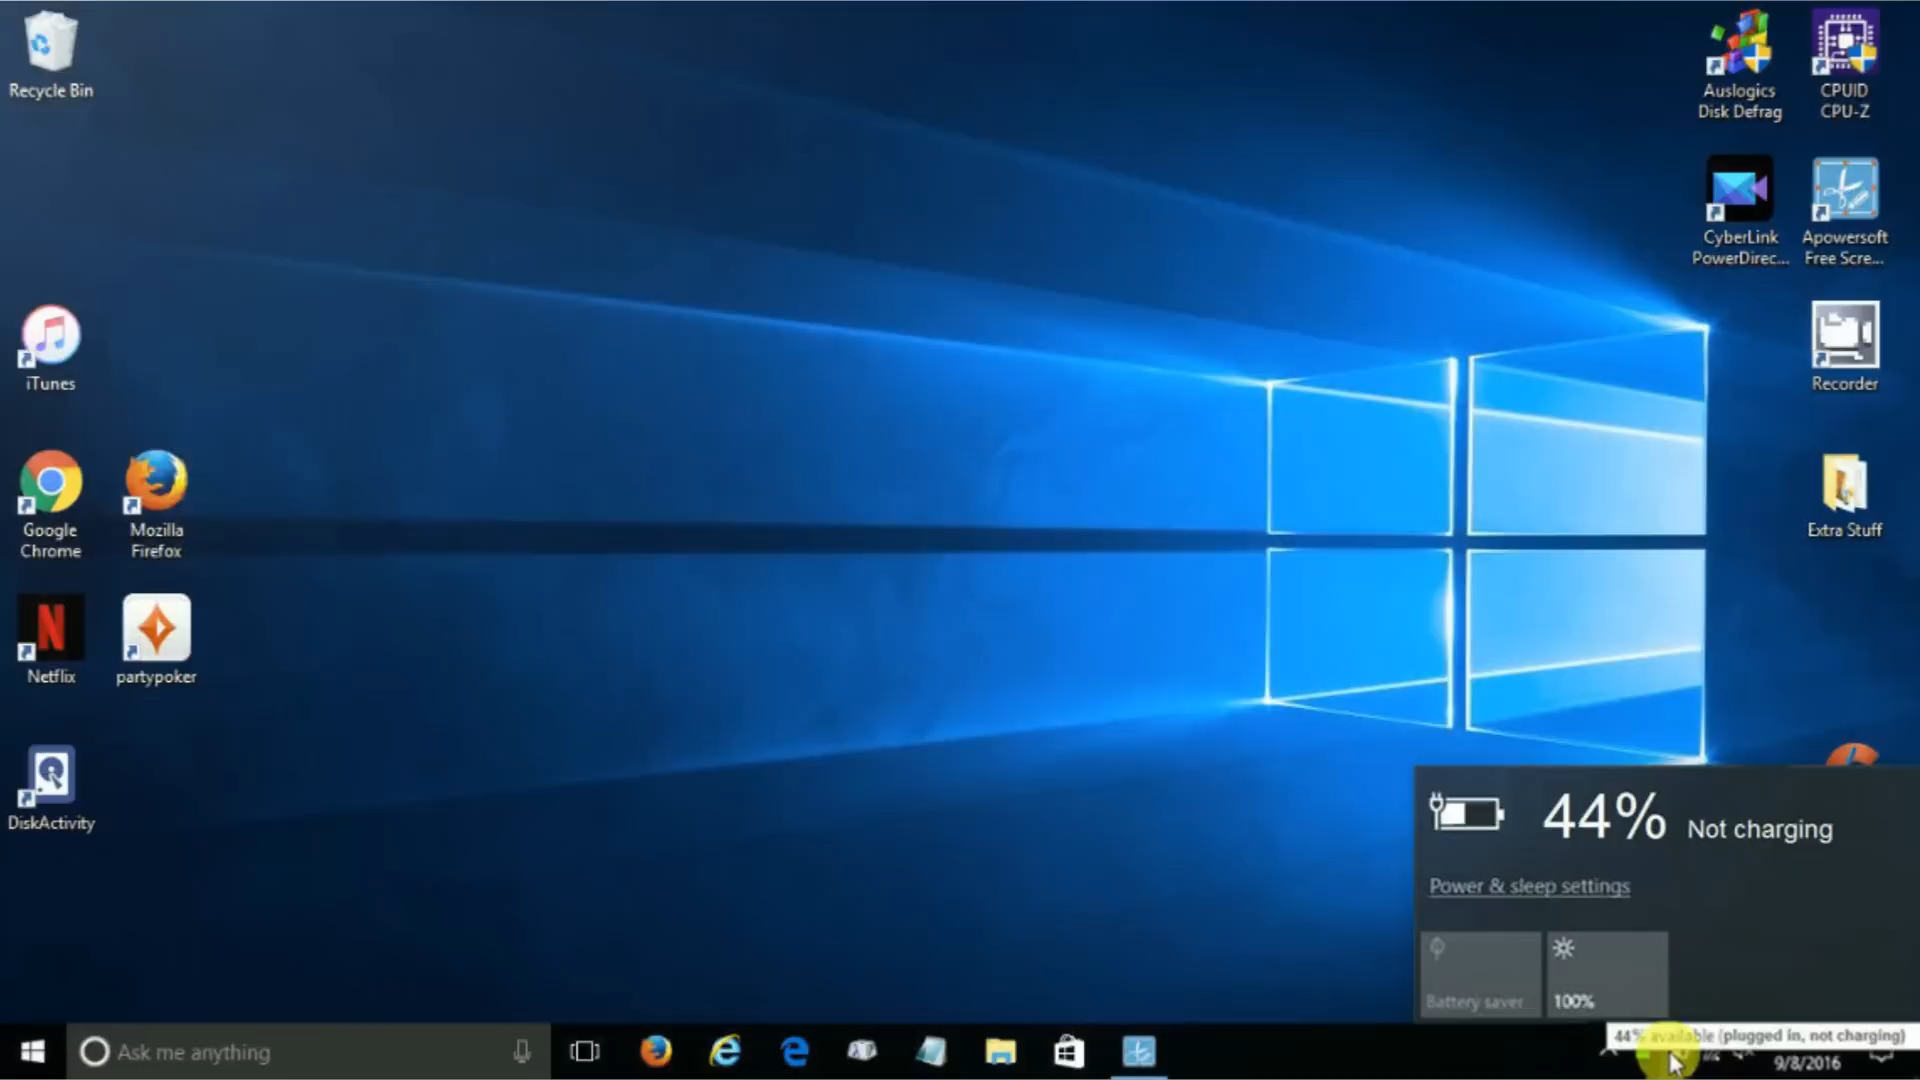 Recycle Bin
Auslogics
Disk Defrag
CPUID
CPU-Z
CyberLink
PowerDirec...
Apowersoft
Free Scre...
iTunes
Recorder
Google
Chrome
Mozilla
Firefox
Extra Stuff
N
Netflix
partypoker
DiskActivity
44% Not charging
Power & sleep settings
Battery saver
100%
Ask me anything
44% available (plugged in, not charging)
9/8/2016